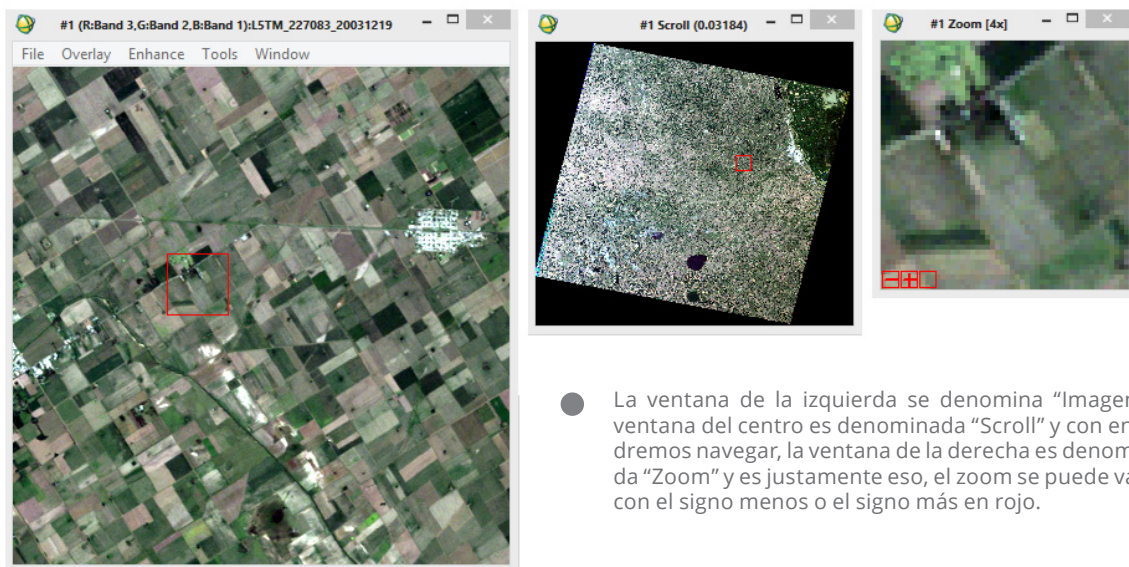 #1 (R:Band 3,G:Band 2,B:Band 1):L5TM_227083_20031219
File Overlay Enhance Tools Window
#1 Scroll (0.03184)
#1 Zoom [4x]
La ventana de la izquierda se denomina “Imagen
ventana del centro es denominada “Scroll” y con en
dremos navegar, la ventana de la derecha es denom
da “Zoom” y es justamente eso, el zoom se puede va
con el signo menos o el signo más en rojo.